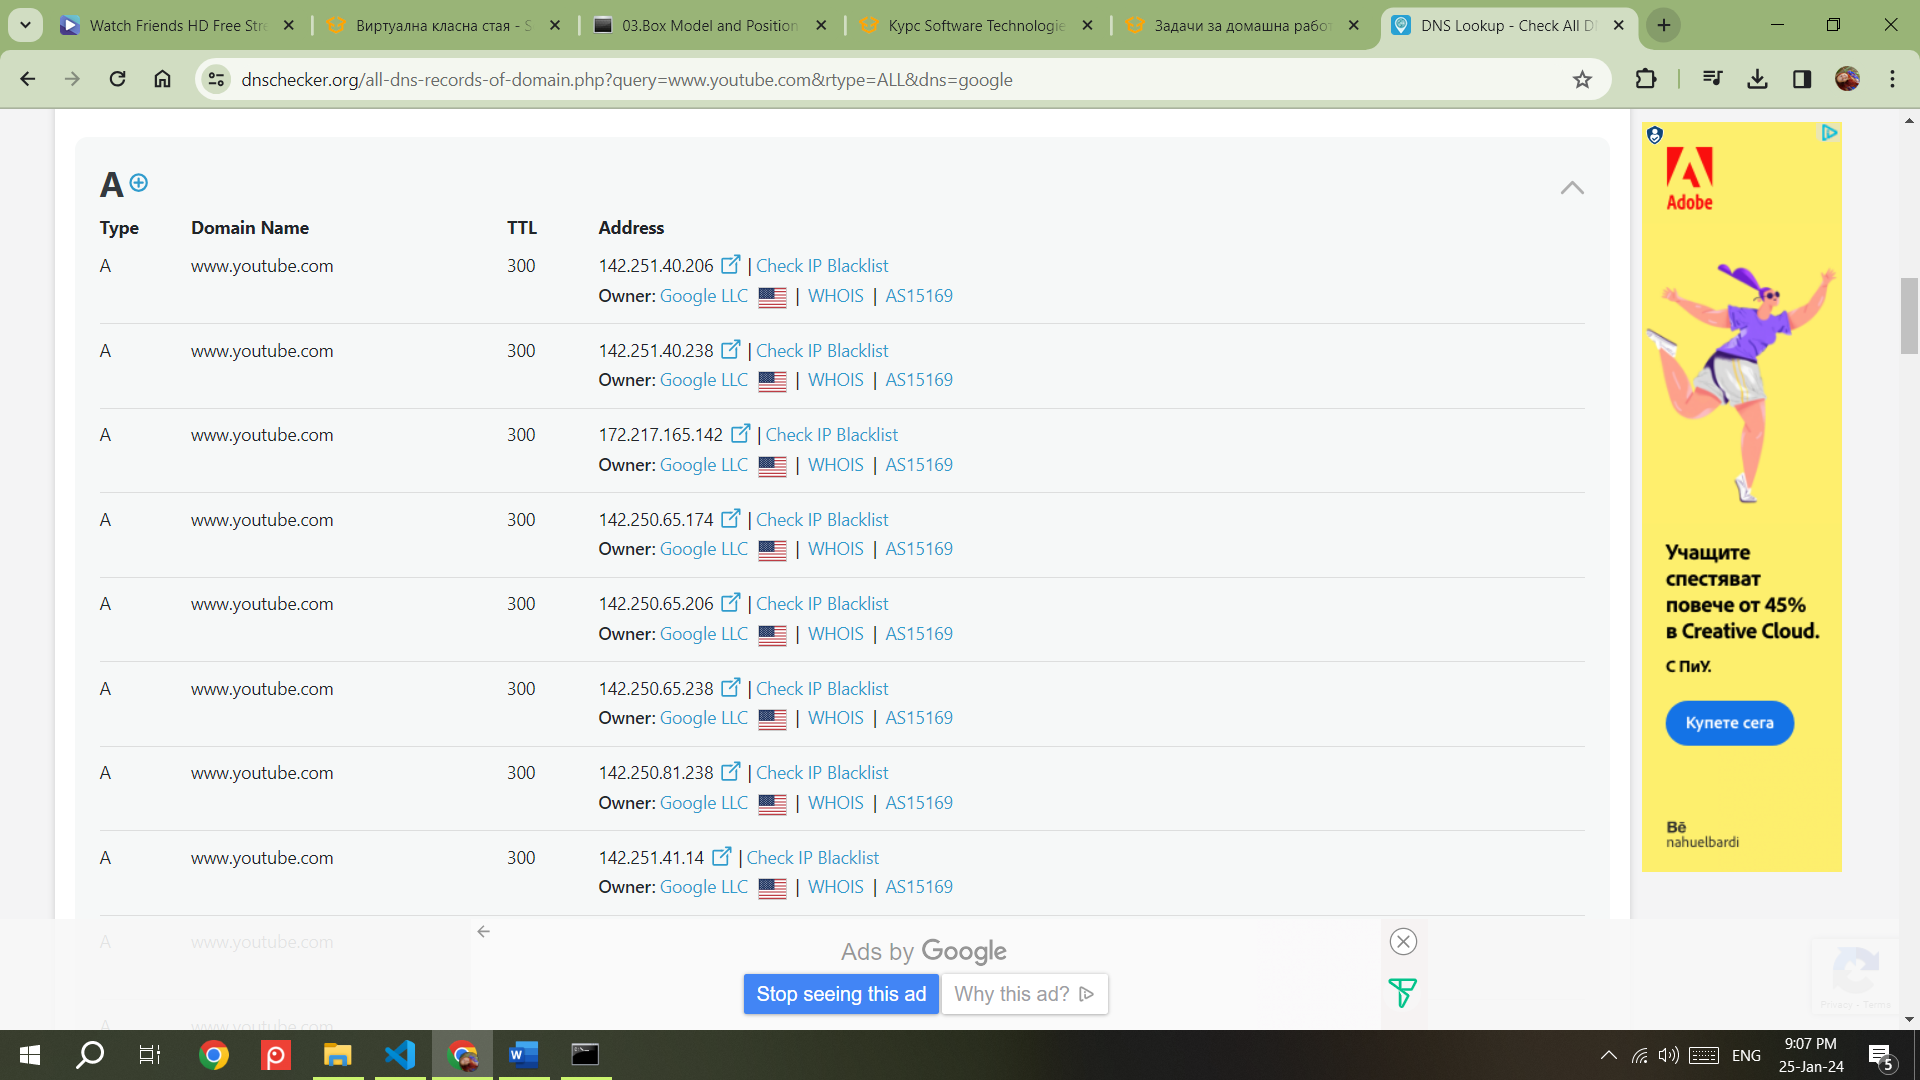 Watch Friends HD Free Stre
Виртуална класна стая - S
03.Box Model and Position
Курс Software Technologie
Задачи за домашна работ
DNS Lookup - Check All D
dnschecker.org/all-dns-records-of-domain.php?query=www.youtube.com&rtype=ALL&dns=google
A
Type Domain Name TTL Address
A www.youtube.com 300 142.251.40.206 | Check IP Blacklist
Owner: Google LLC | WHOIS | AS15169
A www.youtube.com 300 142.251.40.238 | Check IP Blacklist
Owner: Google LLC | WHOIS | AS15169
A www.youtube.com 300 172.217.165.142 | Check IP Blacklist
Owner: Google LLC | WHOIS | AS15169
A www.youtube.com 300 142.250.65.174 | Check IP Blacklist
Owner: Google LLC | WHOIS | AS15169
A www.youtube.com 300 142.250.65.206 | Check IP Blacklist
Owner: Google LLC | WHOIS | AS15169
A www.youtube.com 300 142.250.65.238 | Check IP Blacklist
Owner: Google LLC | WHOIS | AS15169
A www.youtube.com 300 142.250.81.238 | Check IP Blacklist
Owner: Google LLC | WHOIS | AS15169
A www.youtube.com 300 142.251.41.14 | Check IP Blacklist
Owner: Google LLC | WHOIS | AS15169
A www.youtube.com
A www.youtube.com
Ads by Google
Stop seeing this ad
Why this ad?
Adobe
Учащите
спестяват
повече от 45%
в Creative Cloud.
С ПиУ.
Купете сега
Bē
nahuelbardi
Privacy - Terms
ENG
9:07 PM
25-Jan-24
5